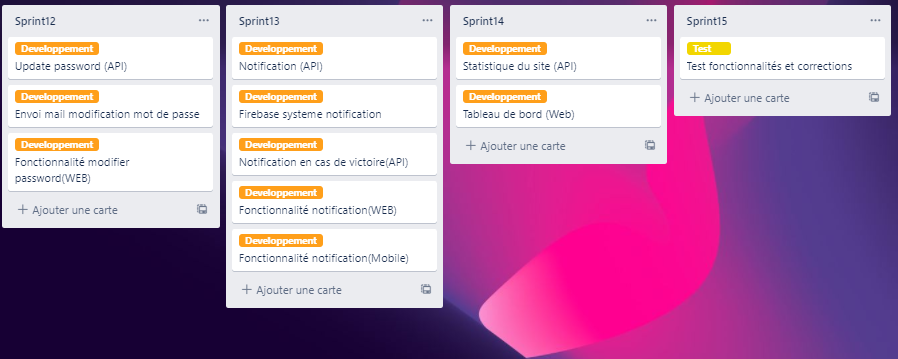 Sprint12
Developpement
Update password (API)
Developpement
Envoi mail modification mot de passe
Developpement
Fonctionnalité modifier
password(WEB)
Ajouter une carte
Sprint13
Developpement
Notification (API)
Developpement
Firebase systeme notification
Developpement
Notification en cas de victoire(API)
Developpement
Fonctionnalité notification(WEB)
Developpement
Fonctionnalité notification(Mobile)
Ajouter une carte
Sprint14
Developpement
Statistique du site (API)
Developpement
Tableau de bord (Web)
Ajouter une carte
Sprint15
Test
Test fonctionnalités et corrections
Ajouter une carte